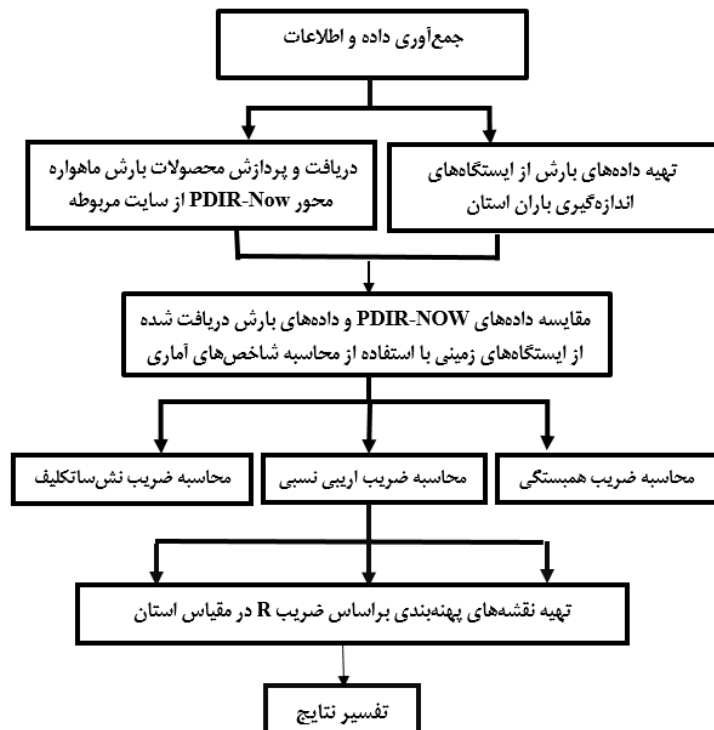 جمع‌آوری داده و اطلاعات
تهیه داده‌های بارش از ایستگاه‌های
اندازه‌گیری باران استان
دریافت و پردازش محصولات بارش ماهواره
محور PDIR-Now از سایت مربوطه
مقایسه داده‌های PDIR-NOW و داده‌های بارش دریافت شده
از ایستگاه‌های زمینی با استفاده از محاسبه شاخص‌های آماری
محاسبه ضریب همبستگی
محاسبه ضریب اریبی نسبی
محاسبه ضریب نش‌ساتکلیف
تهیه نقشه‌های پهنه‌بندی براساس ضریب R در مقیاس استان
تفسیر نتایج